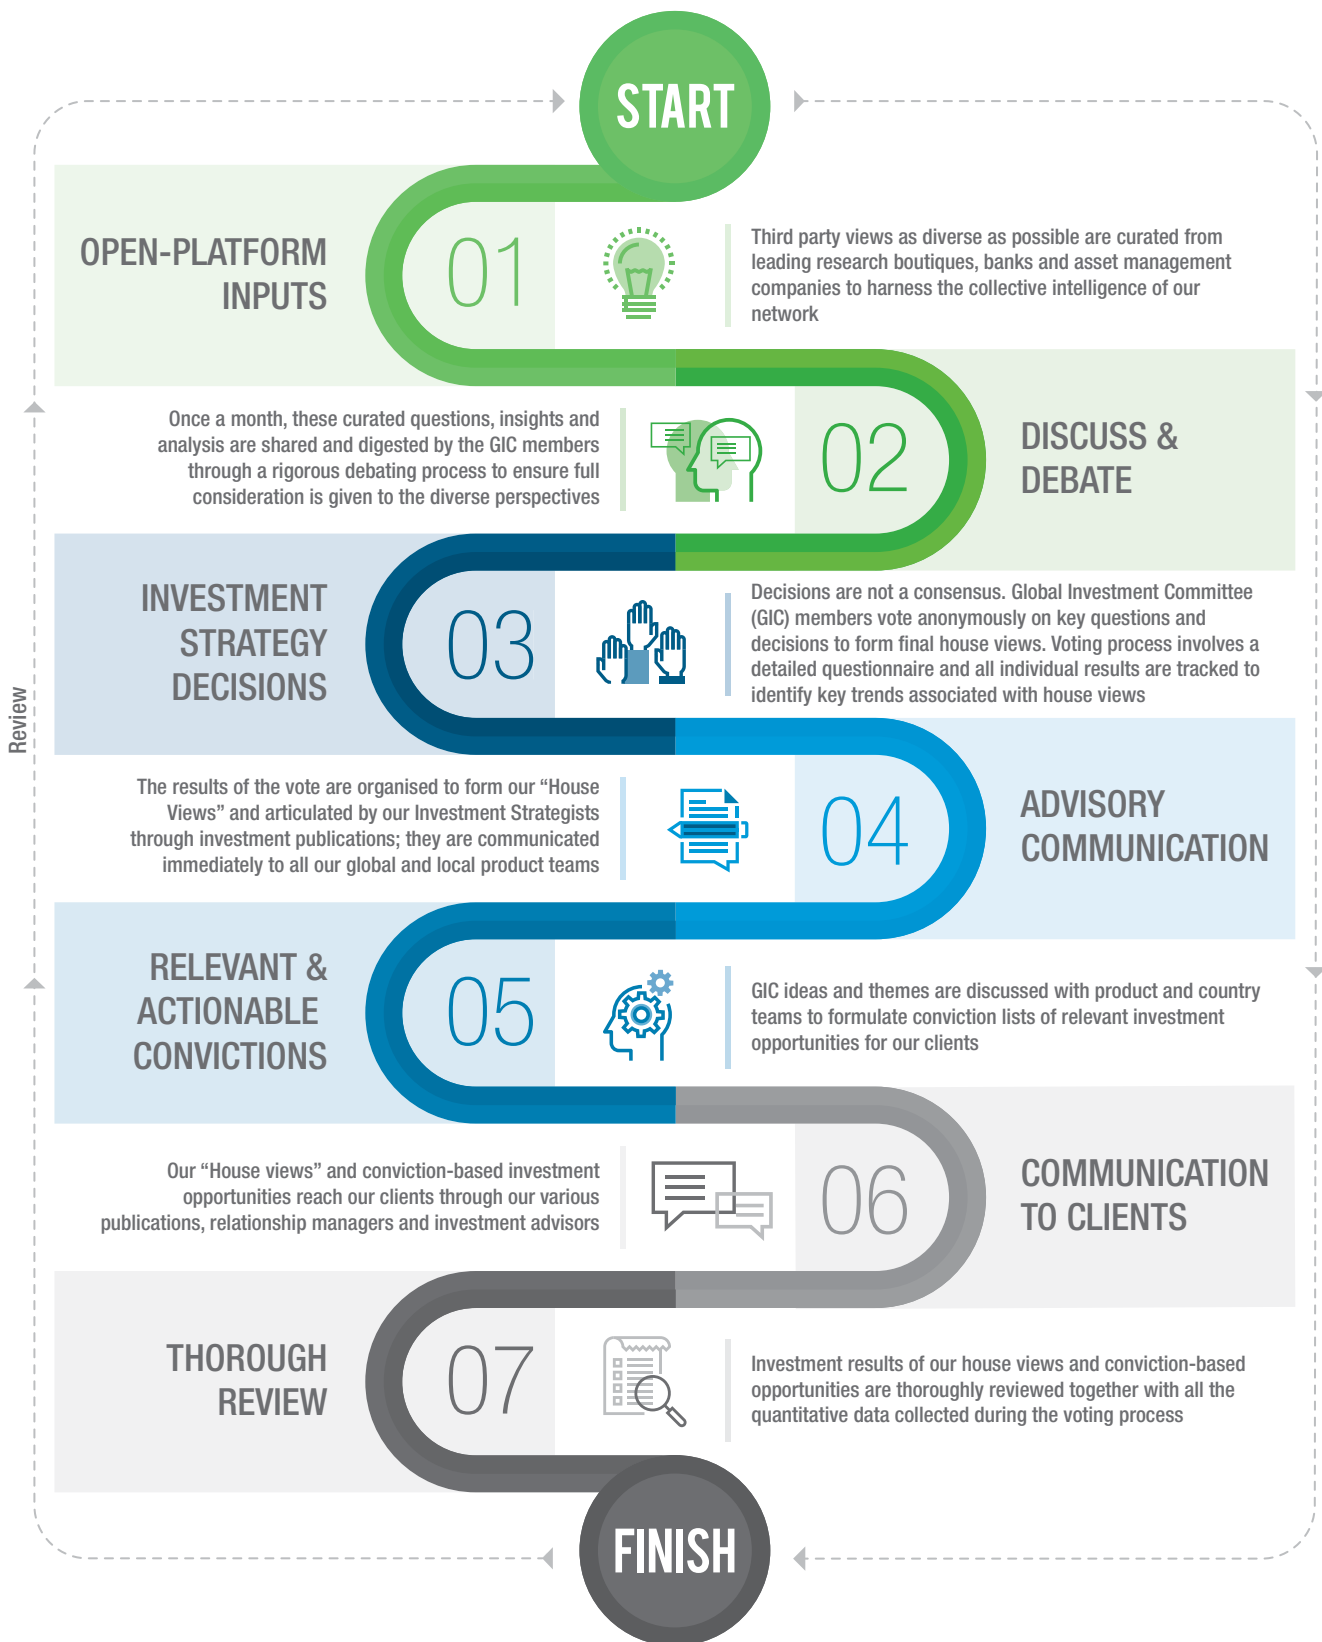 START
OPEN-PLATFORM
INPUTS
01
Third party views as diverse as possible are curated from
leading research boutiques, banks and asset management
companies to harness the collective intelligence of our
network
Once a month, these curated questions, insights and
analysis are shared and digested by the GIC members
through a rigorous debating process to ensure full
consideration is given to the diverse perspectives
02
DISCUSS &
DEBATE
INVESTMENT
STRATEGY
DECISIONS
03
Decisions are not a consensus. Global Investment Committee
(GIC) members vote anonymously on key questions and
decisions to form final house views. Voting process involves a
detailed questionnaire and all individual results are tracked to
identify key trends associated with house views
Review
The results of the vote are organised to form our “House
Views” and articulated by our Investment Strategists
through investment publications; they are communicated
immediately to all our global and local product teams
04
ADVISORY
COMMUNICATION
RELEVANT &
ACTIONABLE
CONVICTIONS
05
GIC ideas and themes are discussed with product and country
teams to formulate conviction lists of relevant investment
opportunities for our clients
Our “House views” and conviction-based investment
opportunities reach our clients through our various
publications, relationship managers and investment advisors
06
COMMUNICATION
TO CLIENTS
THOROUGH
REVIEW
07
Investment results of our house views and conviction-based
opportunities are thoroughly reviewed together with all the
quantitative data collected during the voting process
FINISH